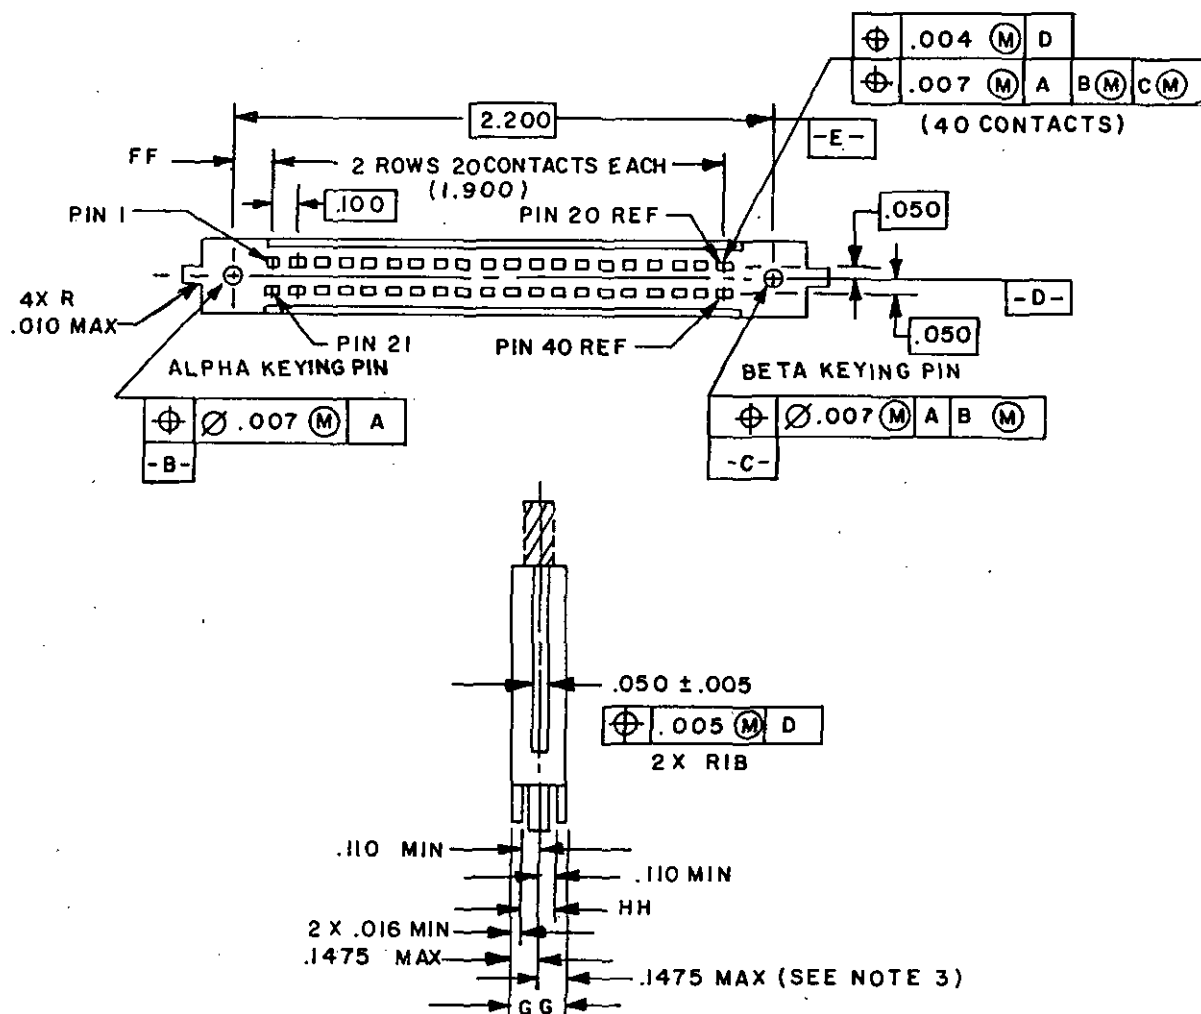 ⌖ .004 Ⓜ D
⌖ .007 Ⓜ A BⓂ CⓂ
(40 CONTACTS)
2.200
-E-
FF
2 ROWS 20 CONTACTS EACH
(1.900)
.100
.050
PIN 1
PIN 20 REF
4X R
.010 MAX
-D-
PIN 21
PIN 40 REF
.050
ALPHA KEYING PIN
BETA KEYING PIN
⌖ Ø .007 Ⓜ A
-B-
⌖ Ø .007 Ⓜ A B Ⓜ
-C-
.050 ±.005
⌖ .005 Ⓜ D
2 X RIB
.110 MIN
.110 MIN
HH
2 X .016 MIN
.1475 MAX
.1475 MAX (SEE NOTE 3)
GG